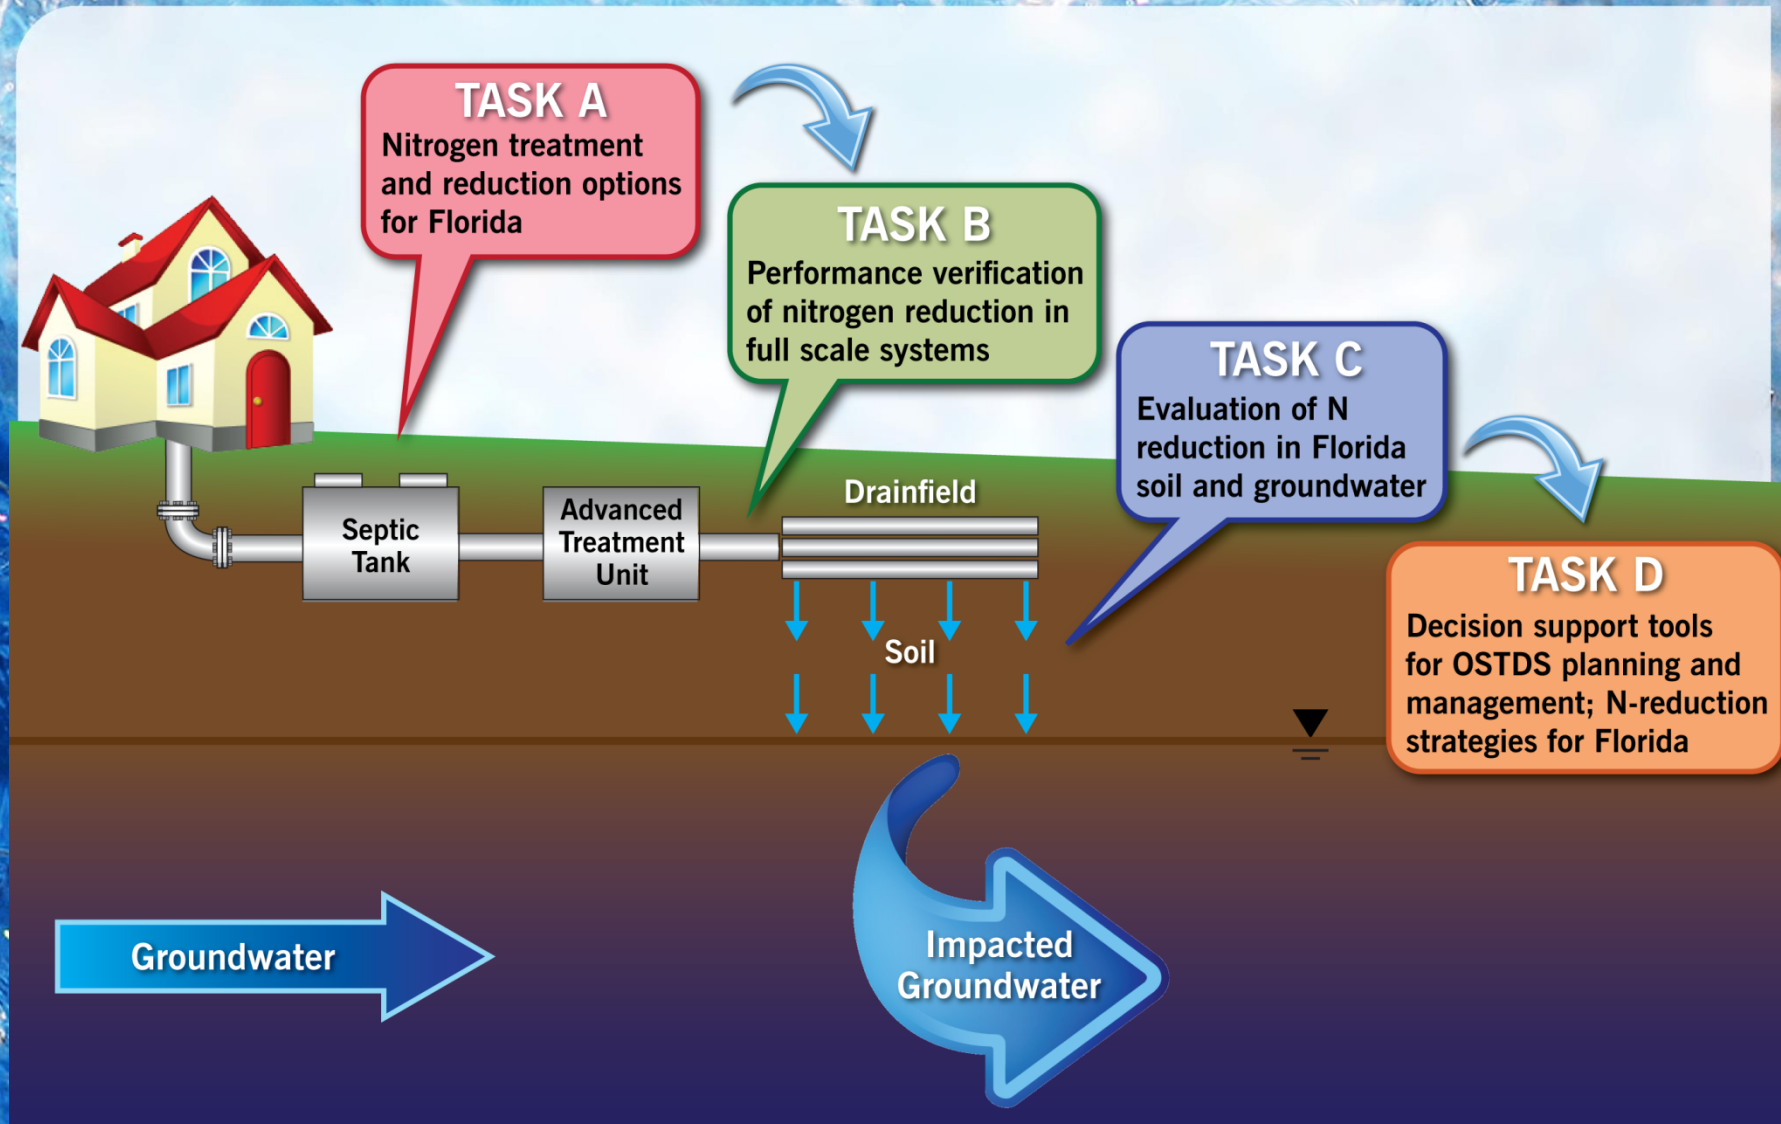 TASK A
Nitrogen treatment
and reduction options
for Florida
TASK B
Performance verification
of nitrogen reduction in
full scale systems
TASK C
Evaluation of N
reduction in Florida
soil and groundwater
TASK D
Decision support tools
for OSTDS planning and
management; N-reduction
strategies for Florida
Septic
Tank
Advanced
Treatment
Unit
Drainfield
Soil
Groundwater
Impacted
Groundwater